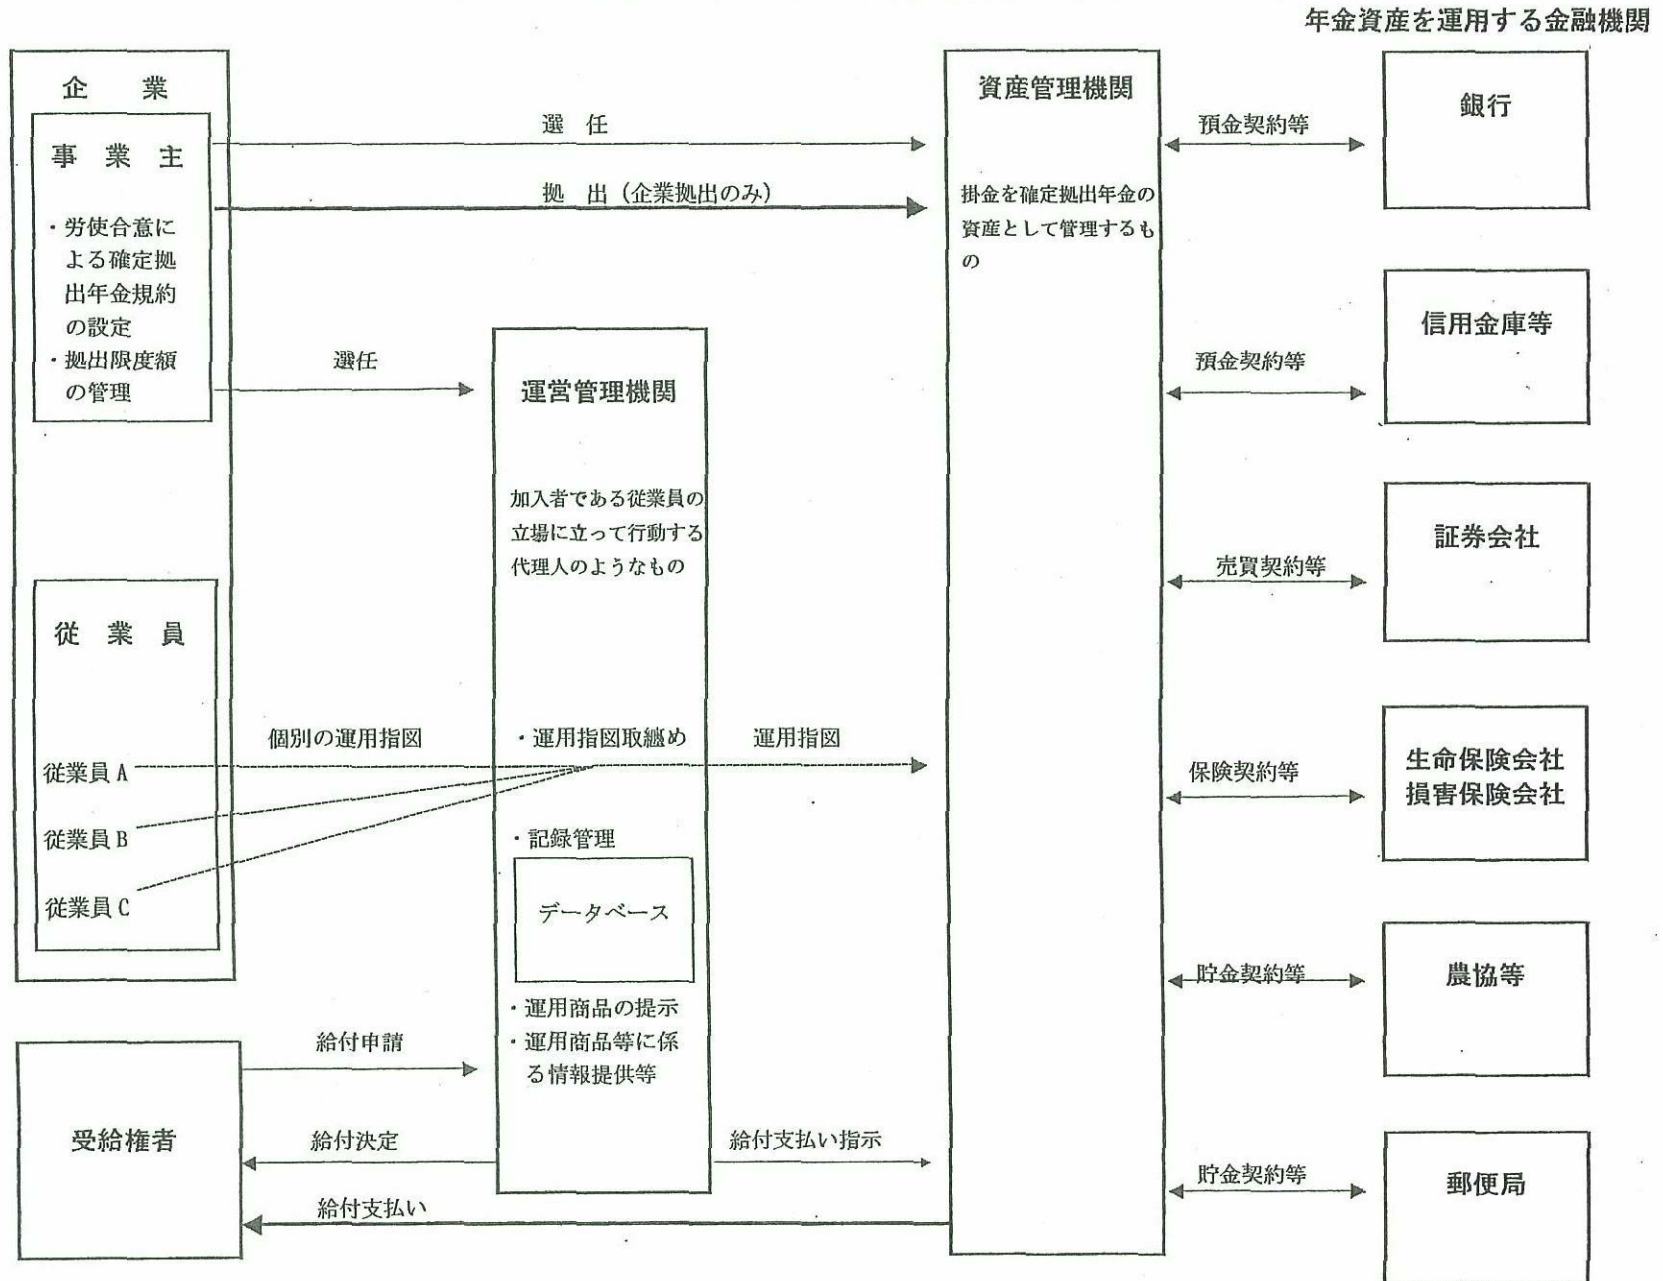 年金資産を運用する金融機関
企　業
事　業　主
・労使合意に
よる確定拠
出年金規約
の設定
・拠出限度額
の管理
選　任
拠　出（企業拠出のみ）
選任
従　業　員
従業員 A
従業員 B
従業員 C
個別の運用指図
運営管理機関
加入者である従業員の
立場に立って行動する
代理人のようなもの
・運用指図取纏め
・記録管理
データベース
・運用商品の提示
・運用商品等に係
る情報提供等
運用指図
受給権者
給付申請
給付決定
給付支払い指示
給付支払い
資産管理機関
掛金を確定拠出年金の
資産として管理するも
の
預金契約等
銀行
預金契約等
信用金庫等
売買契約等
証券会社
保険契約等
生命保険会社
損害保険会社
貯金契約等
農協等
貯金契約等
郵便局